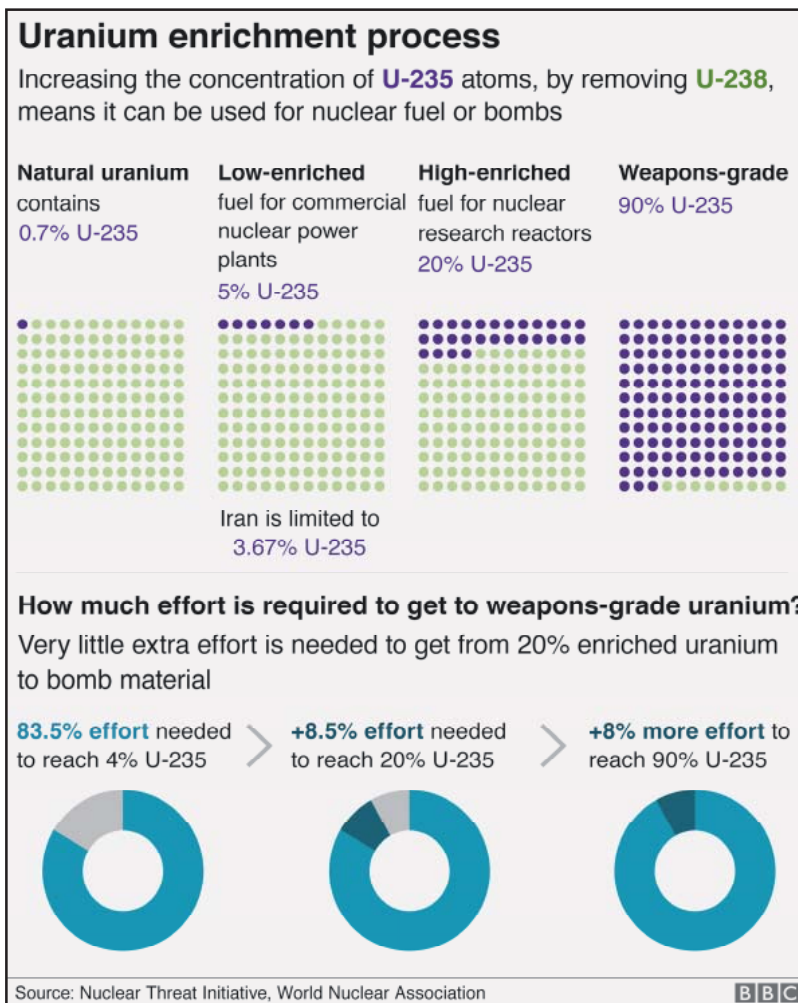 Uranium enrichment process
Increasing the concentration of U-235 atoms, by removing U-238,
means it can be used for nuclear fuel or bombs
Natural uranium
contains
0.7% U-235
Low-enriched
fuel for commercial
nuclear power
plants
5% U-235
High-enriched
fuel for nuclear
research reactors
20% U-235
Weapons-grade
90% U-235
Iran is limited to
3.67% U-235
How much effort is required to get to weapons-grade uranium?
Very little extra effort is needed to get from 20% enriched uranium
to bomb material
83.5% effort needed
to reach 4% U-235
+8.5% effort needed
to reach 20% U-235
+8% more effort to
reach 90% U-235
Source: Nuclear Threat Initiative, World Nuclear Association
BBC